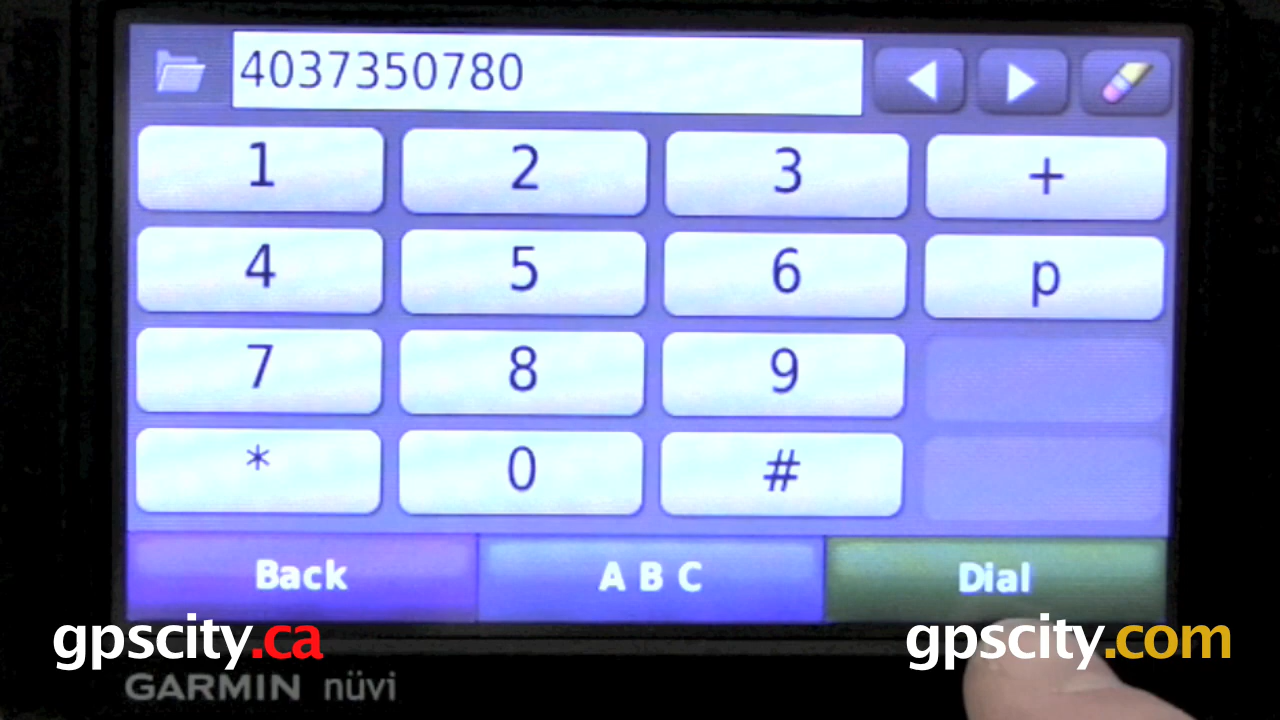 4037350780
1 2 3 +
4 5 6 p
7 8 9
* 0 #
Back A B C Dial
gpscity.ca gpscity.com
GARMIN nüvi